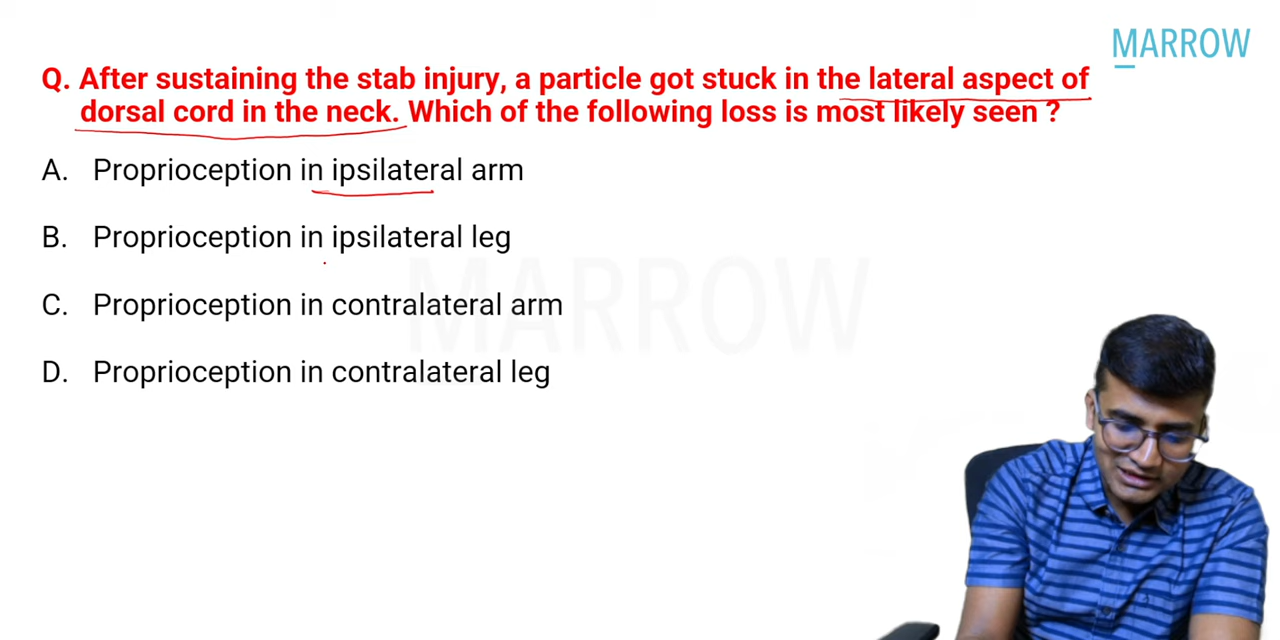 MARROW
Q. After sustaining the stab injury, a particle got stuck in the lateral aspect of
dorsal cord in the neck. Which of the following loss is most likely seen ?
A. Proprioception in ipsilateral arm
B. Proprioception in ipsilateral leg
MARROW
C. Proprioception in contralateral arm
D. Proprioception in contralateral leg